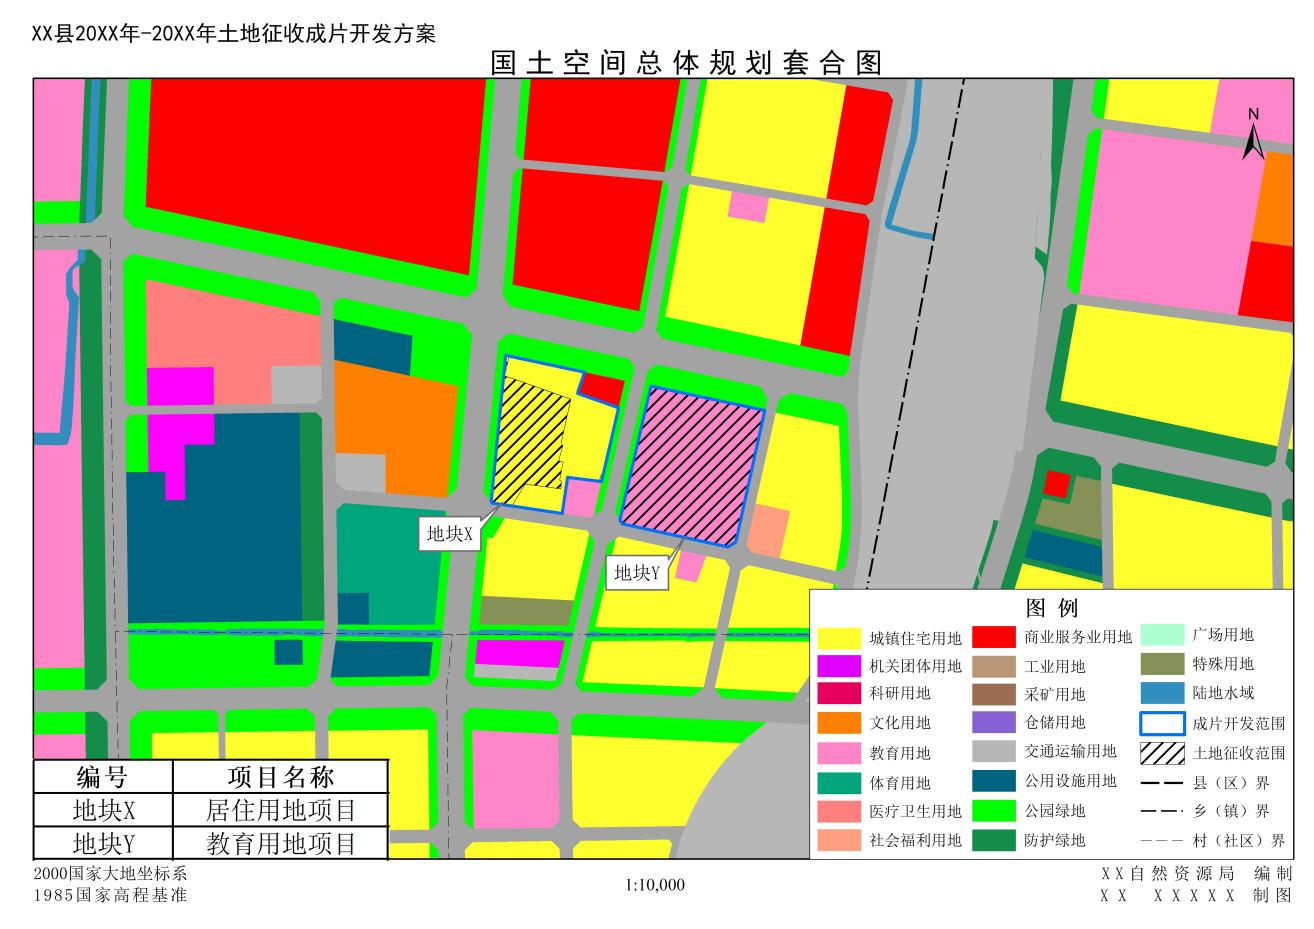 XX县20XX年-20XX年土地征收成片开发方案
国土空间总体规划套合图
N
地块X
地块Y
图 例
城镇住宅用地
机关团体用地
科研用地
文化用地
教育用地
体育用地
医疗卫生用地
社会福利用地
商业服务业用地
工业用地
采矿用地
仓储用地
交通运输用地
公用设施用地
公园绿地
防护绿地
广场用地
特殊用地
陆地水域
成片开发范围
土地征收范围
县（区）界
乡（镇）界
村（社区）界
编号 项目名称
地块X 居住用地项目
地块Y 教育用地项目
2000国家大地坐标系
1985国家高程基准
1:10,000
XX自然资源局 编制
XX XXXXX 制图